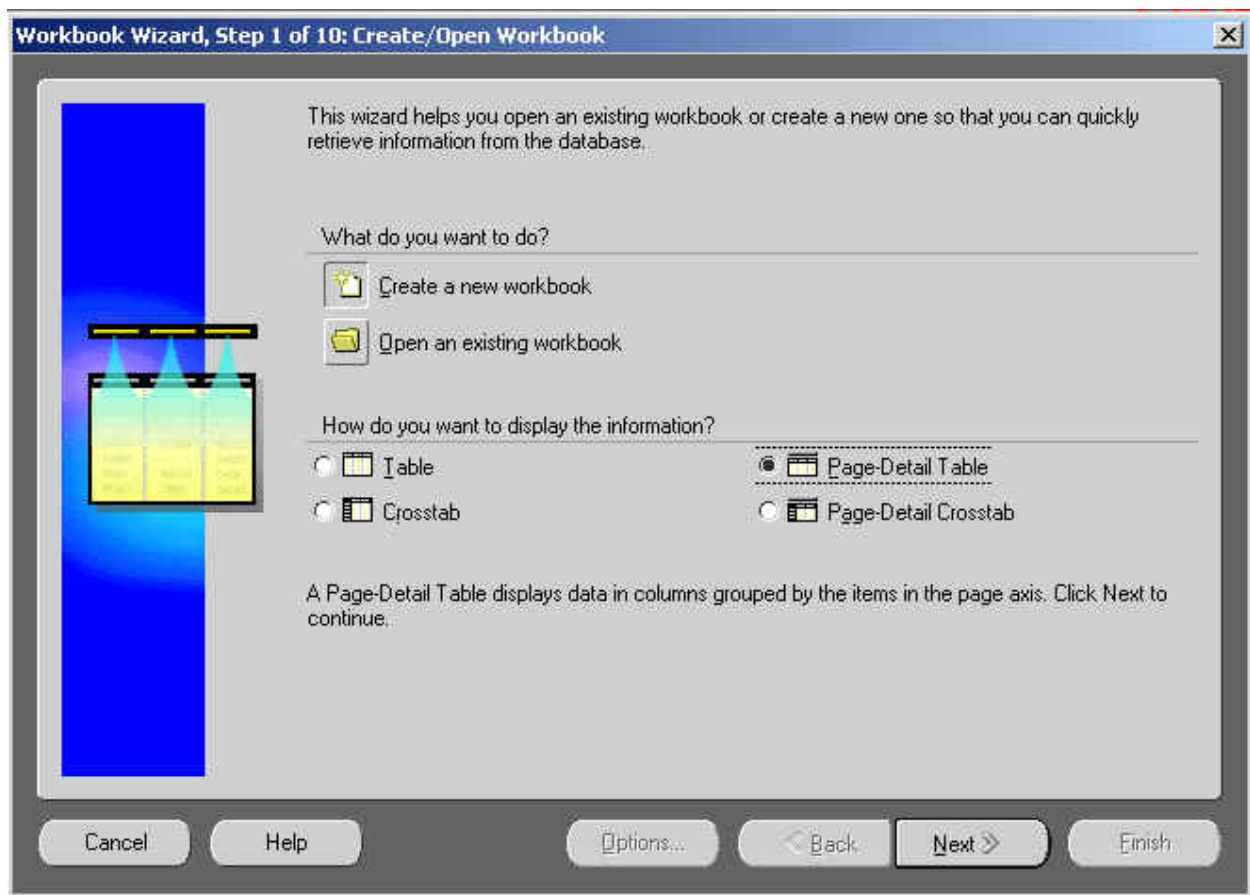 Workbook Wizard, Step 1 of 10: Create/Open Workbook
This wizard helps you open an existing workbook or create a new one so that you can quickly
retrieve information from the database.
What do you want to do?
Create a new workbook
Open an existing workbook
How do you want to display the information?
Table
Page-Detail Table
Crosstab
Page-Detail Crosstab
A Page-Detail Table displays data in columns grouped by the items in the page axis. Click Next to
continue.
Cancel
Help
Options...
Back
Next
Finish